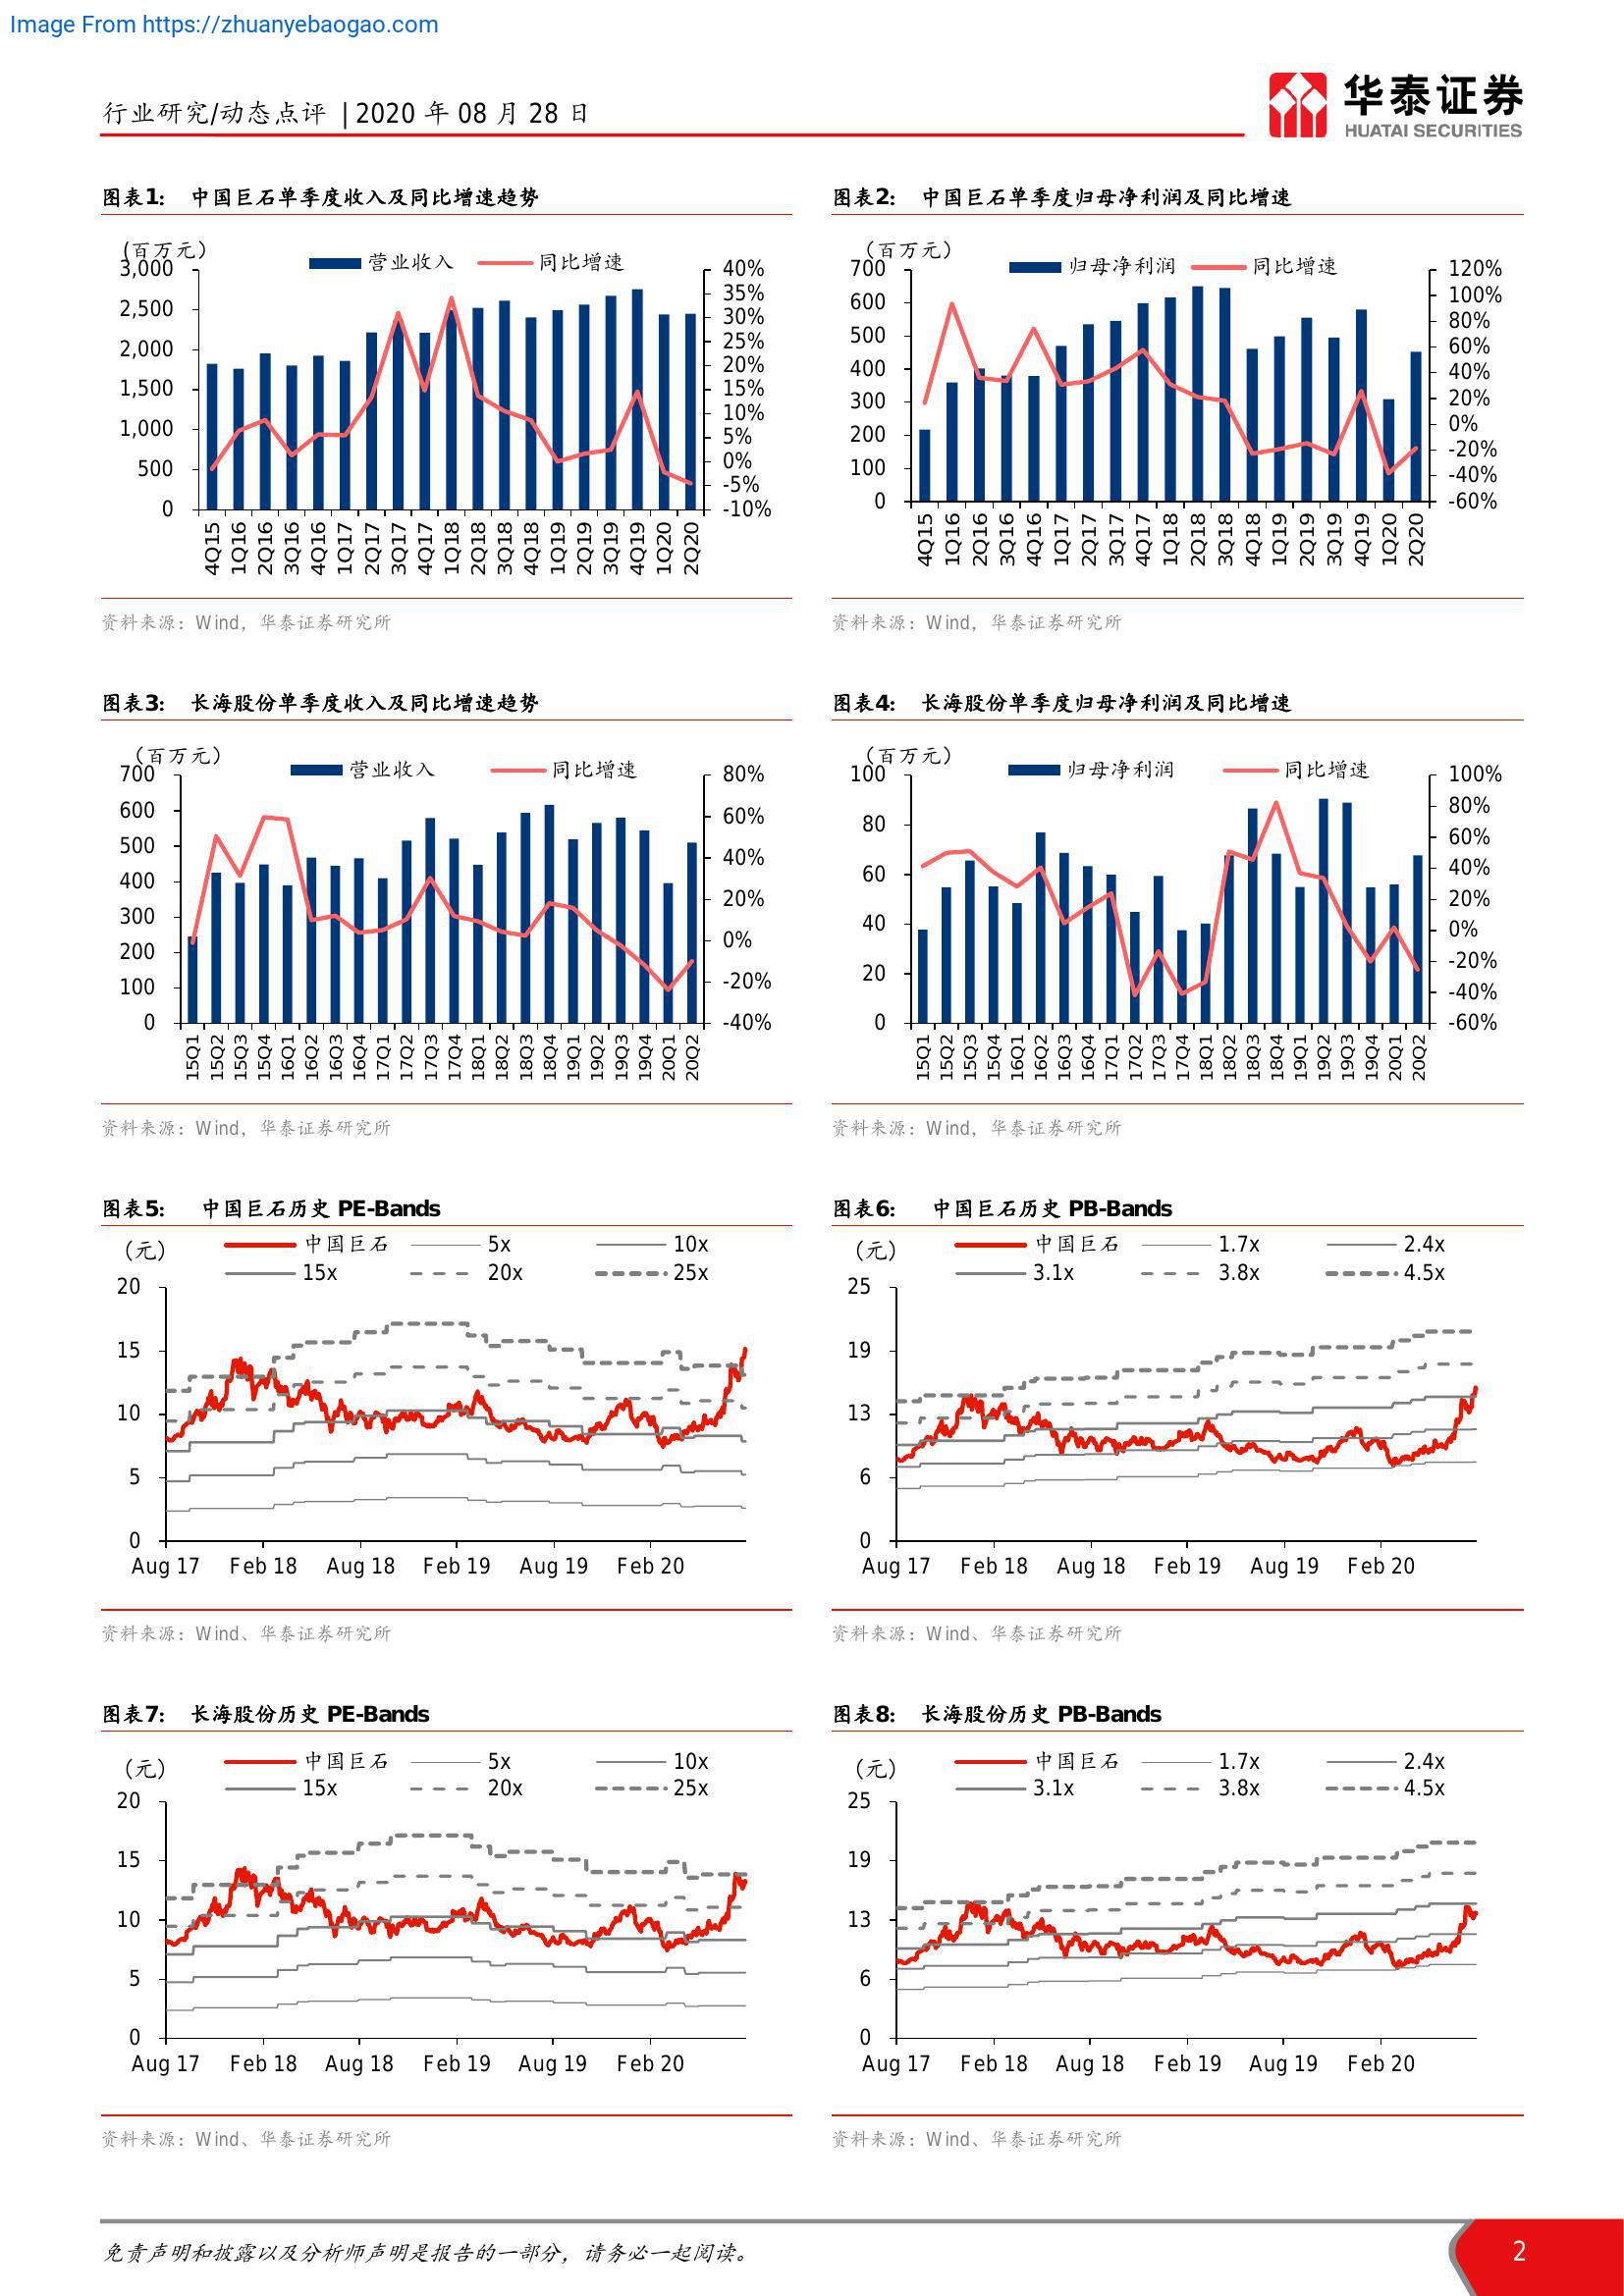 Image From https://zhuanyebaogao.com
行业研究/动态点评 | 2020 年 08 月 28 日
华泰证券
HUATAI SECURITIES
图表1: 中国巨石单季度收入及同比增速趋势
(百万元)
营业收入 同比增速
3,000
2,500
2,000
1,500
1,000
500
0
40%
35%
30%
25%
20%
15%
10%
5%
0%
-5%
-10%
4Q15 1Q16 2Q16 3Q16 4Q16 1Q17 2Q17 3Q17 4Q17 1Q18 2Q18 3Q18 4Q18 1Q19 2Q19 3Q19 4Q19 1Q20 2Q20
资料来源：Wind，华泰证券研究所
图表2: 中国巨石单季度归母净利润及同比增速
（百万元）
归母净利润 同比增速
700
600
500
400
300
200
100
0
120%
100%
80%
60%
40%
20%
0%
-20%
-40%
-60%
4Q15 1Q16 2Q16 3Q16 4Q16 1Q17 2Q17 3Q17 4Q17 1Q18 2Q18 3Q18 4Q18 1Q19 2Q19 3Q19 4Q19 1Q20 2Q20
资料来源：Wind，华泰证券研究所
图表3: 长海股份单季度收入及同比增速趋势
（百万元）
营业收入 同比增速
700
600
500
400
300
200
100
0
80%
60%
40%
20%
0%
-20%
-40%
15Q1 15Q2 15Q3 15Q4 16Q1 16Q2 16Q3 16Q4 17Q1 17Q2 17Q3 17Q4 18Q1 18Q2 18Q3 18Q4 19Q1 19Q2 19Q3 19Q4 20Q1 20Q2
资料来源：Wind，华泰证券研究所
图表4: 长海股份单季度归母净利润及同比增速
（百万元）
归母净利润 同比增速
100
80
60
40
20
0
100%
80%
60%
40%
20%
0%
-20%
-40%
-60%
15Q1 15Q2 15Q3 15Q4 16Q1 16Q2 16Q3 16Q4 17Q1 17Q2 17Q3 17Q4 18Q1 18Q2 18Q3 18Q4 19Q1 19Q2 19Q3 19Q4 20Q1 20Q2
资料来源：Wind，华泰证券研究所
图表5: 中国巨石历史 PE-Bands
（元） 中国巨石 5x 10x
15x 20x 25x
20
15
10
5
0
Aug 17 Feb 18 Aug 18 Feb 19 Aug 19 Feb 20
资料来源：Wind、华泰证券研究所
图表6: 中国巨石历史 PB-Bands
（元） 中国巨石 1.7x 2.4x
3.1x 3.8x 4.5x
25
19
13
6
0
Aug 17 Feb 18 Aug 18 Feb 19 Aug 19 Feb 20
资料来源：Wind、华泰证券研究所
图表7: 长海股份历史 PE-Bands
（元） 中国巨石 5x 10x
15x 20x 25x
20
15
10
5
0
Aug 17 Feb 18 Aug 18 Feb 19 Aug 19 Feb 20
资料来源：Wind、华泰证券研究所
图表8: 长海股份历史 PB-Bands
（元） 中国巨石 1.7x 2.4x
3.1x 3.8x 4.5x
25
19
13
6
0
Aug 17 Feb 18 Aug 18 Feb 19 Aug 19 Feb 20
资料来源：Wind、华泰证券研究所
免责声明和披露以及分析师声明是报告的一部分，请务必一起阅读。
2